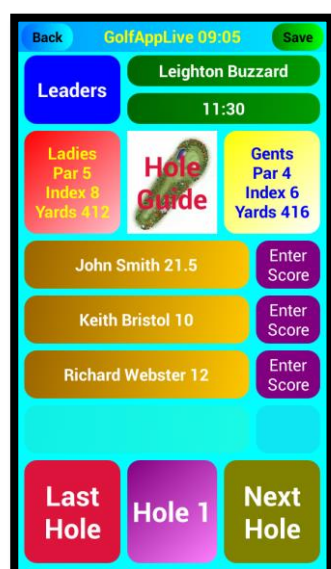 Back GolfAppLive 09:05 Save
Leaders
Leighton Buzzard
11:30
Ladies
Par 5
Index 8
Yards 412
Hole
Guide
Gents
Par 4
Index 6
Yards 416
John Smith 21.5
Enter
Score
Keith Bristol 10
Enter
Score
Richard Webster 12
Enter
Score
Last
Hole
Hole 1
Next
Hole